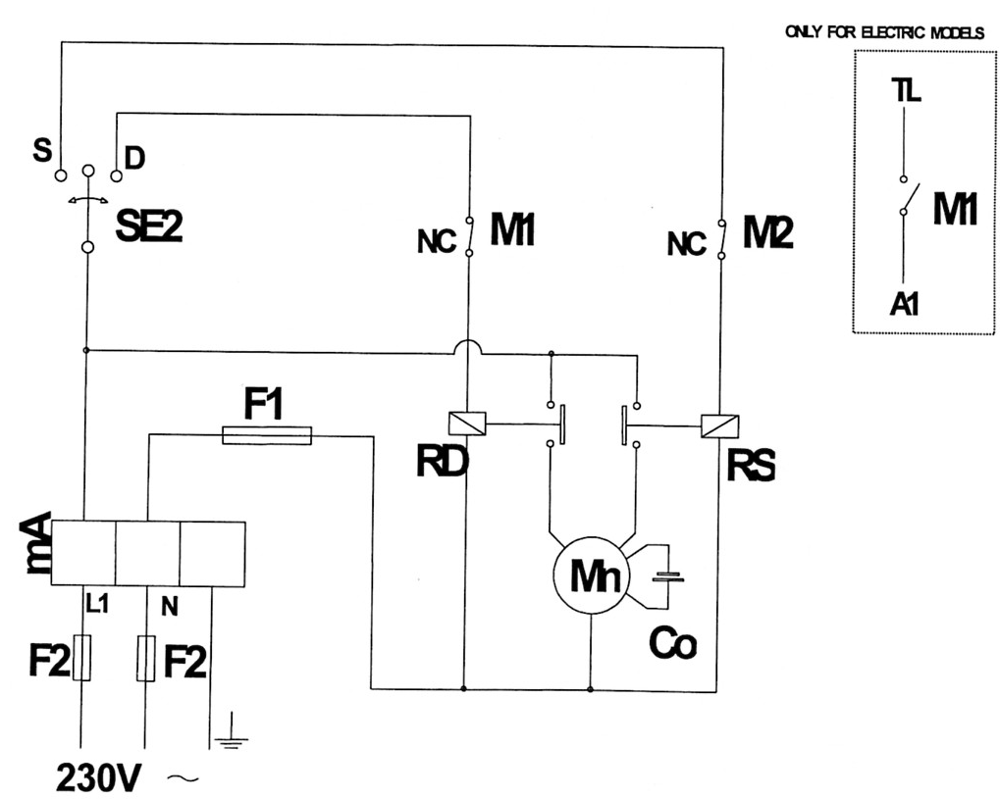 ONLY FOR ELECTRIC MODELS
TL
S
D
SE2
NC
M1
NC
M2
M1
A1
F1
RD
RS
mA
Mn
L1
N
Co
F2
F2
230V ~